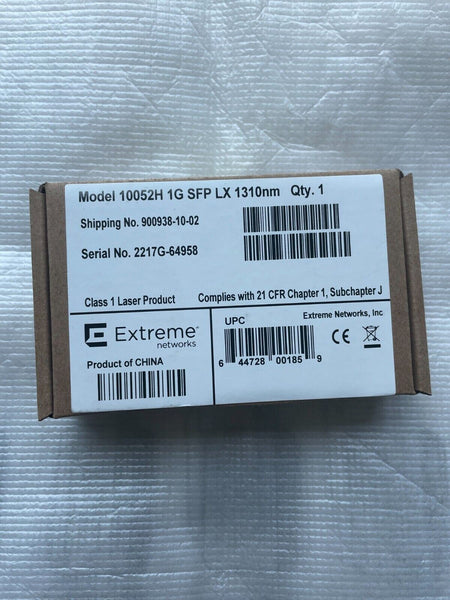 Model 10052H 1G SFP LX 1310nm Qty. 1
Shipping No. 900938-10-02
Serial No. 2217G-64958
Class 1 Laser Product
Complies with 21 CFR Chapter 1, Subchapter J
Extreme®
networks
Product of CHINA
UPC
Extreme Networks, Inc
6 44728 00185 9
CE